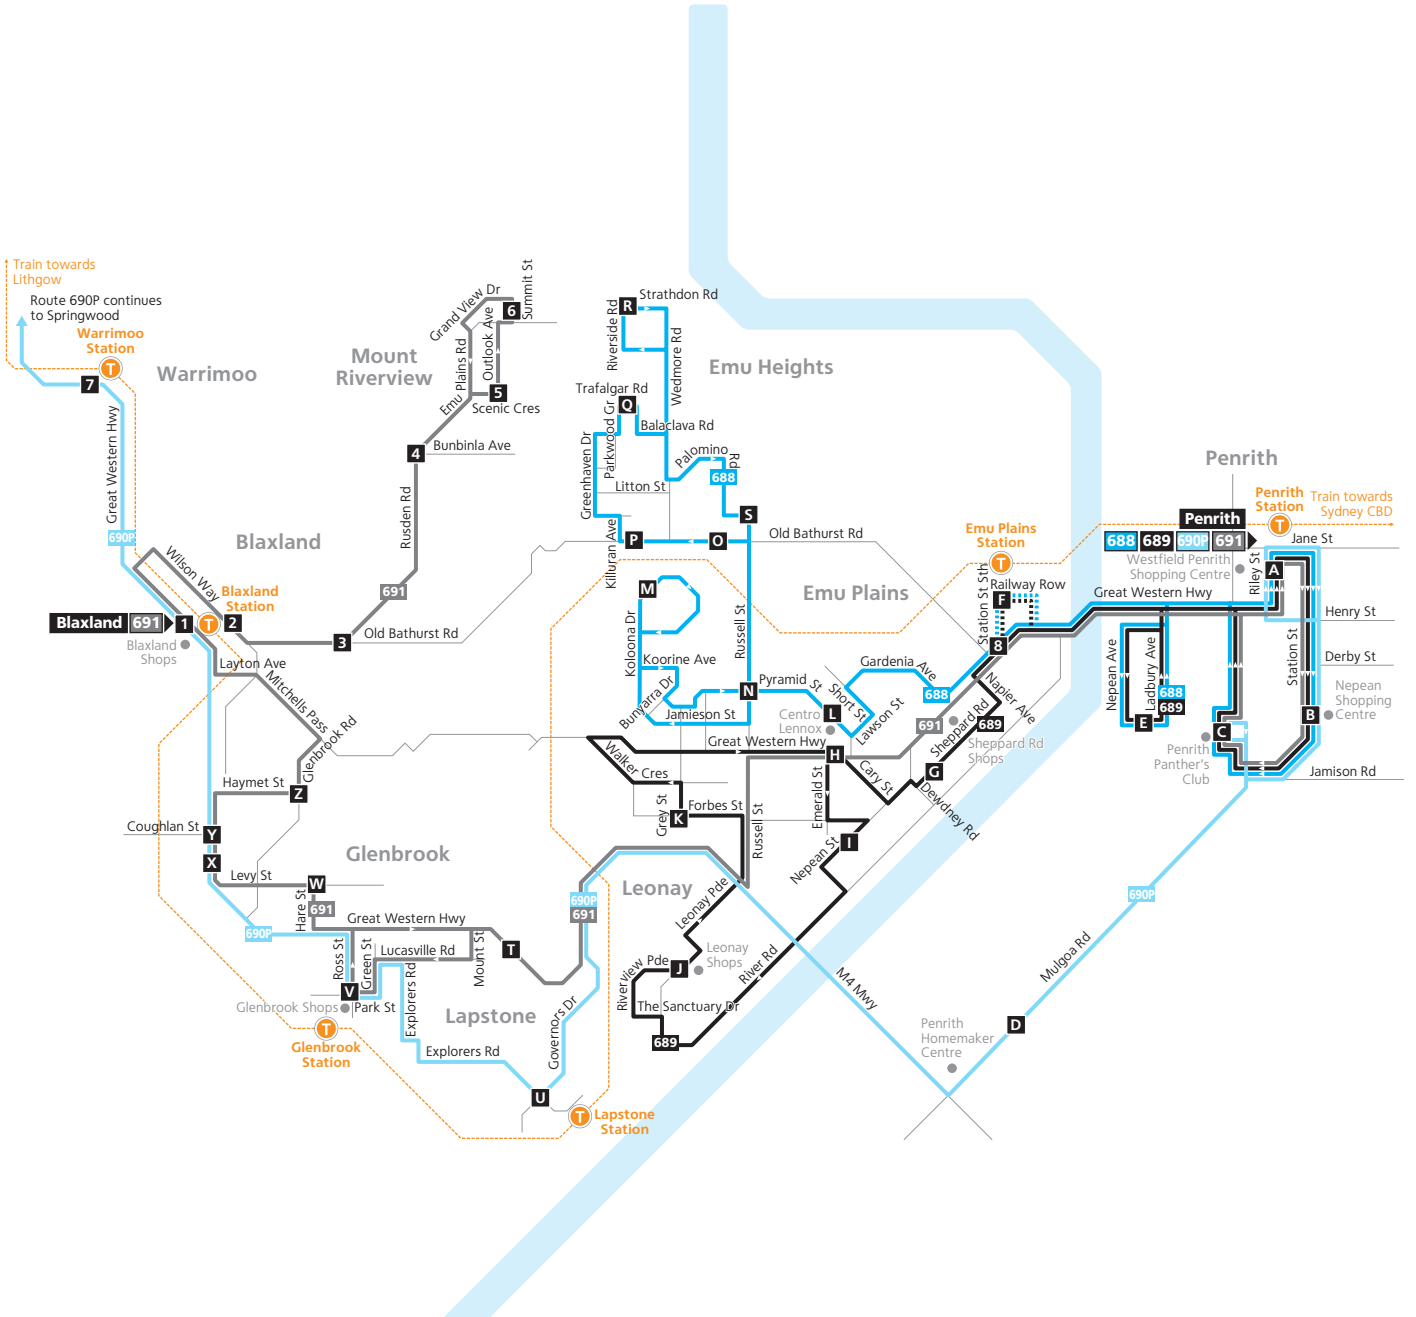 Train towards
Lithgow
Route 690P continues
to Springwood
Warrimoo
Station
T
7
Warrimoo
Great Western Hwy
690P
Mount
Riverview
Grand View Dr
6
Summit St
Outlook Ave
Emu Plains Rd
5
Scenic Cres
4
Bunbinla Ave
Rusden Rd
691
Blaxland
Wilson Way
Blaxland
Station
T
Blaxland
691
1
2
3
Old Bathurst Rd
Blaxland
Shops
Layton Ave
Mitchells Pass
Glenbrook Rd
Haymet St
Z
Coughlan St
Y
X
Levy St
W
Hare St
691
690P
Glenbrook
Great Western Hwy
Ross St
Green St
Lucasville Rd
Mount St
T
V
Glenbrook Shops
Park St
Explorers Rd
T
Glenbrook
Station
Explorers Rd
Lapstone
Governors Dr
U
T
Lapstone
Station
690P
691
R
Strathdon Rd
Riverside Rd
Wedmore Rd
Emu Heights
Trafalgar Rd
Q
Parkwood Gr
Balaclava Rd
Greenhaven Dr
Palomino
Rd
688
Litton St
S
P
O
Old Bathurst Rd
Killuran Ave
M
Koloona Dr
Koorine Ave
Bunyarra Dr
Jamieson St
Russell St
N
Pyramid St
L
Centro
Lennox
Short St
Lawson St
Gardenia Ave
688
Emu Plains
Emu Plains
Station
T
Station St Sth
Railway Row
F
8
Great Western Hwy
Napier Ave
691
Sheppard Rd
689
Sheppard Rd
Shops
Great Western Hwy
H
G
Cary St
Dewdney Rd
Walker
Cres
Grey St
K
Forbes St
Russell St
Emerald St
I
Nepean St
Leonay
Leonay Pde
Leonay
Shops
J
Riverview
Pde
The Sanctuary Dr
River Rd
689
M4 Mwy
Penrith
Homemaker
Centre
D
Mulgoa Rd
690P
Penrith
Penrith
Station
T
Train towards
Sydney CBD
Penrith
688
689
690P
691
Westfield Penrith
Shopping Centre
Riley St
A
Jane St
Henry St
Derby St
Station St
Nepean
Shopping
Centre
B
Nepean Ave
Ladbury Ave
688
689
E
C
Penrith
Panther's
Club
Jamison Rd